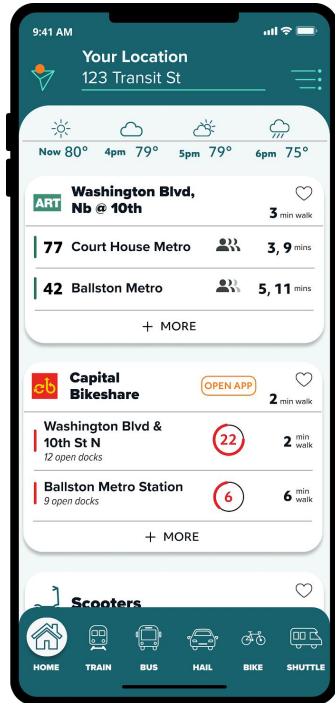 9:41 AM
Your Location
123 Transit St
Now 80° 4pm 79° 5pm 79° 6pm 75°
ART
Washington Blvd,
Nb @ 10th
3 min walk
77 Court House Metro 3, 9 mins
42 Ballston Metro 5, 11 mins
+ MORE
cb
Capital
Bikeshare
OPEN APP
2 min walk
Washington Blvd &
10th St N
12 open docks
22
2 min walk
Ballston Metro Station
9 open docks
6
6 min walk
+ MORE
Scooters
HOME TRAIN BUS HAIL BIKE SHUTTLE